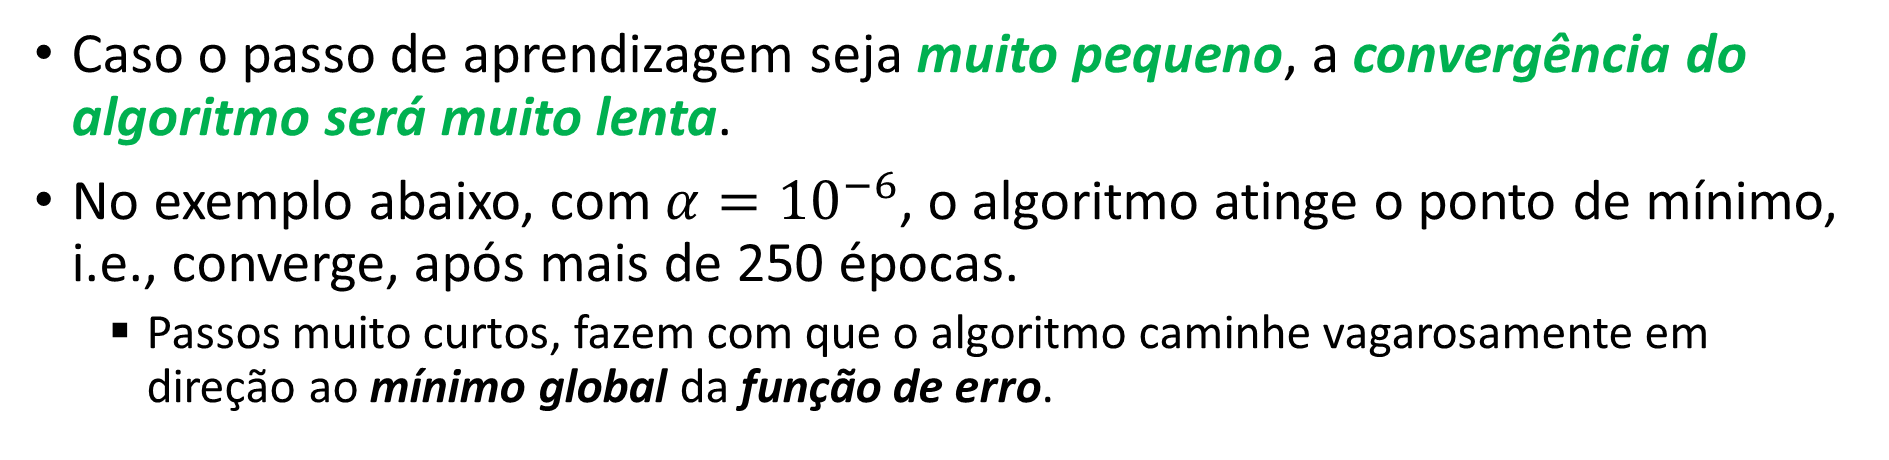 • Caso o passo de aprendizagem seja muito pequeno, a convergência do
algoritmo será muito lenta.
• No exemplo abaixo, com α = 10⁻⁶, o algoritmo atinge o ponto de mínimo,
i.e., converge, após mais de 250 épocas.
▪ Passos muito curtos, fazem com que o algoritmo caminhe vagarosamente em
direção ao mínimo global da função de erro.